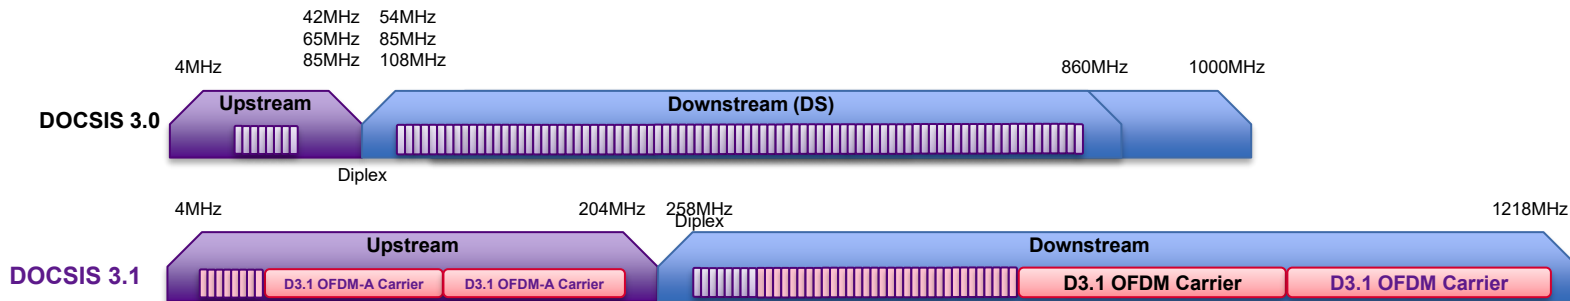 42MHz 54MHz
65MHz 85MHz
85MHz 108MHz
4MHz
860MHz
1000MHz
Upstream
Downstream (DS)
DOCSIS 3.0
Diplex
4MHz
204MHz
258MHz
Diplex
1218MHz
Upstream
Downstream
DOCSIS 3.1
D3.1 OFDM-A Carrier
D3.1 OFDM-A Carrier
D3.1 OFDM Carrier
D3.1 OFDM Carrier